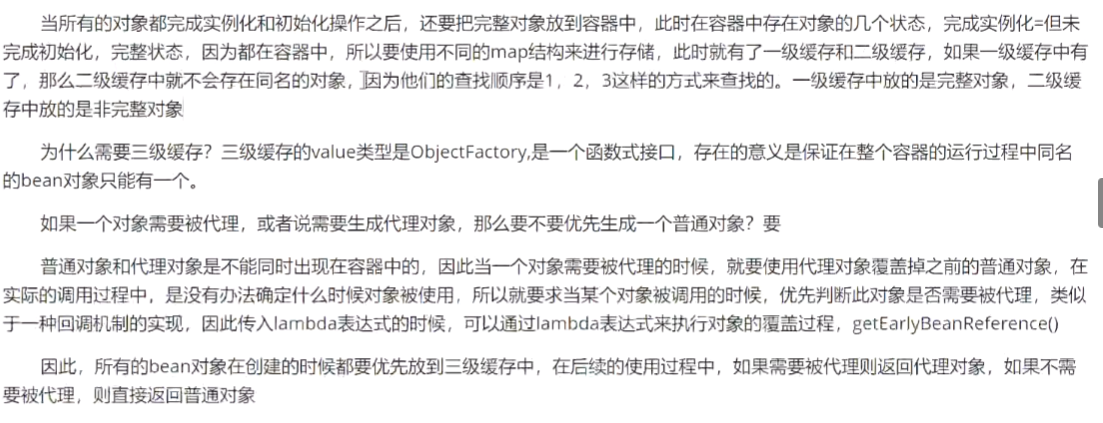 当所有的对象都完成实例化和初始化操作之后，还要把完整对象放到容器中，此时在容器中存在对象的几个状态，完成实例化=但未
完成初始化，完整状态，因为都在容器中，所以要使用不同的map结构来进行存储，此时就有了一级缓存和二级缓存，如果一级缓存中有
了，那么二级缓存中就不会存在同名的对象，因为他们的查找顺序是1，2，3这样的方式来查找的。一级缓存中放的是完整对象，二级缓
存中放的是非完整对象
为什么需要三级缓存？三级缓存的value类型是ObjectFactory,是一个函数式接口，存在的意义是保证在整个容器的运行过程中同名
的bean对象只能有一个。
如果一个对象需要被代理，或者说需要生成代理对象，那么要不要优先生成一个普通对象？要
普通对象和代理对象是不能同时出现在容器中的，因此当一个对象需要被代理的时候，就要使用代理对象覆盖掉之前的普通对象，在
实际的调用过程中，是没有办法确定什么时候对象被使用，所以就要求当某个对象被调用的时候，优先判断此对象是否需要被代理，类似
于一种回调机制的实现，因此传入lambda表达式的时候，可以通过lambda表达式来执行对象的覆盖过程，getEarlyBeanReference()
因此，所有的bean对象在创建的时候都要优先放到三级缓存中，在后续的使用过程中，如果需要被代理则返回代理对象，如果不需
要被代理，则直接返回普通对象